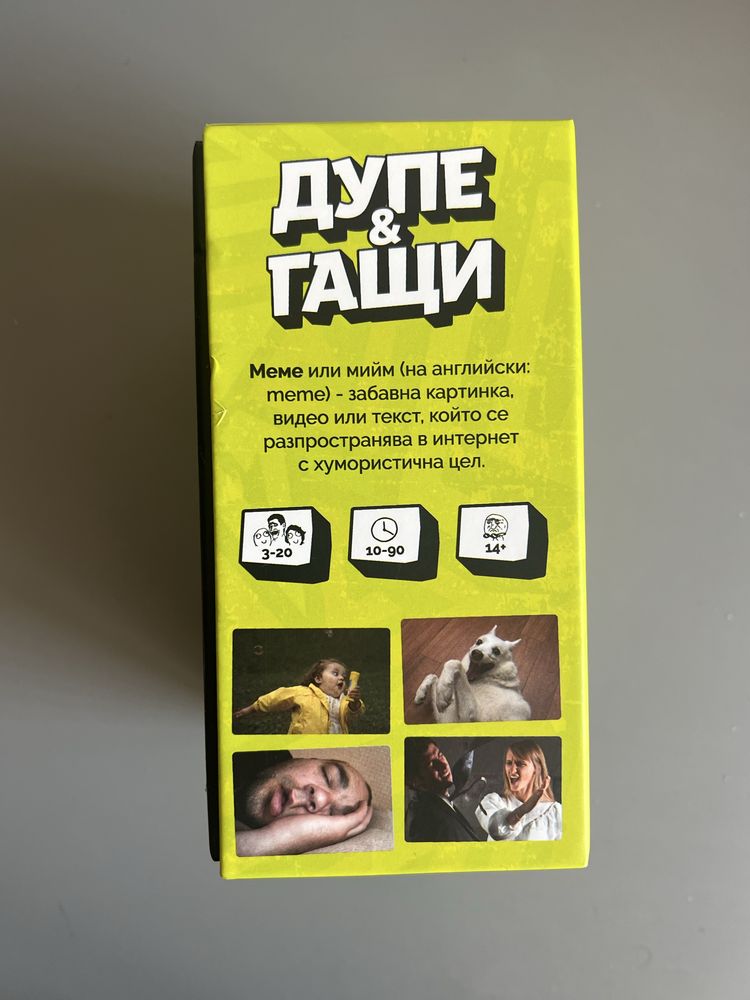 ДУПЕ
&
ГАЩИ
Меме или мийм (на английски:
meme) - забавна картинка,
видео или текст, който се
разпространява в интернет
с хумористична цел.
3-20
10-90
14+